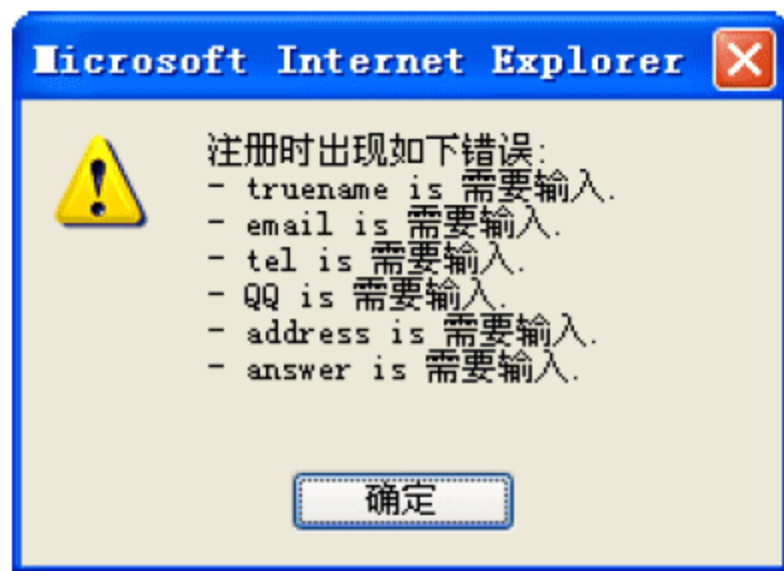 Microsoft Internet Explorer
注册时出现如下错误:
- truename is 需要输入.
- email is 需要输入.
- tel is 需要输入.
- QQ is 需要输入.
- address is 需要输入.
- answer is 需要输入.
确定